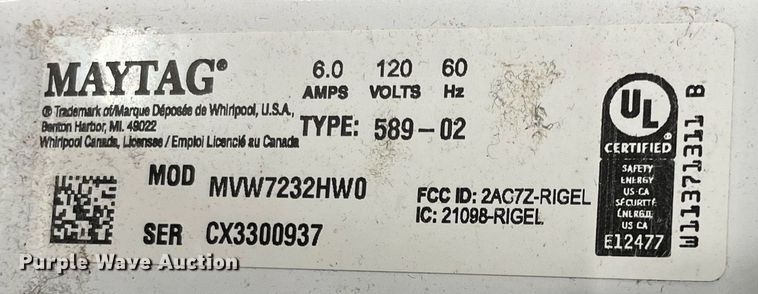 MAYTAG®
6.0 AMPS 120 VOLTS 60 Hz
® Trademark of/Marque Déposée de Whirlpool, U.S.A.,
Benton Harbor, MI. 49022
Whirlpool Canada, Licensee / Emploi Licencié au Canada
TYPE: 589-02
MOD MVW7232HW0
SER CX3300937
FCC ID: 2AC7Z-RIGEL
IC: 21098-RIGEL
UL
CERTIFIED
SAFETY
ENERGY
US-CA
SÉCURITÉ
ÉNERGIE
US CA
E12477
W11371311 B
Purple Wave Auction